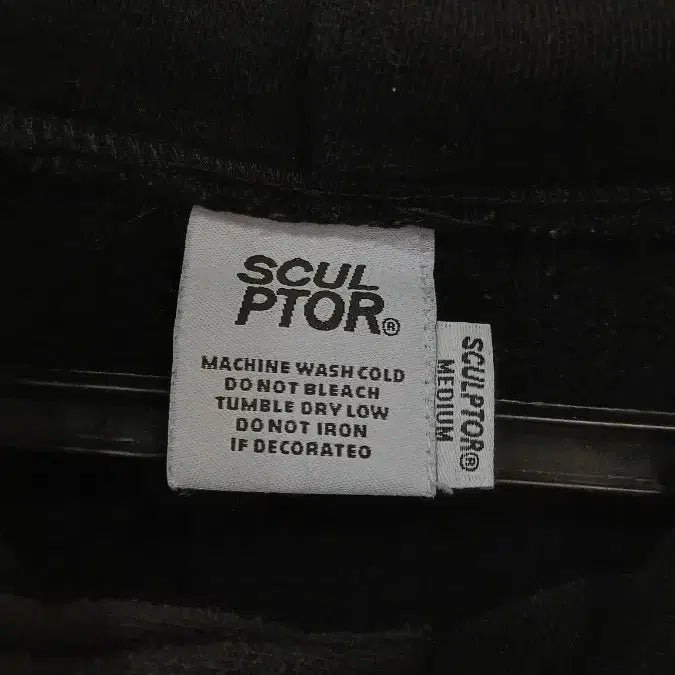 SCUL
PTOR®
MACHINE WASH COLD
DO NOT BLEACH
TUMBLE DRY LOW
DO NOT IRON
IF DECORATED
SCULPTOR®
MEDIUM